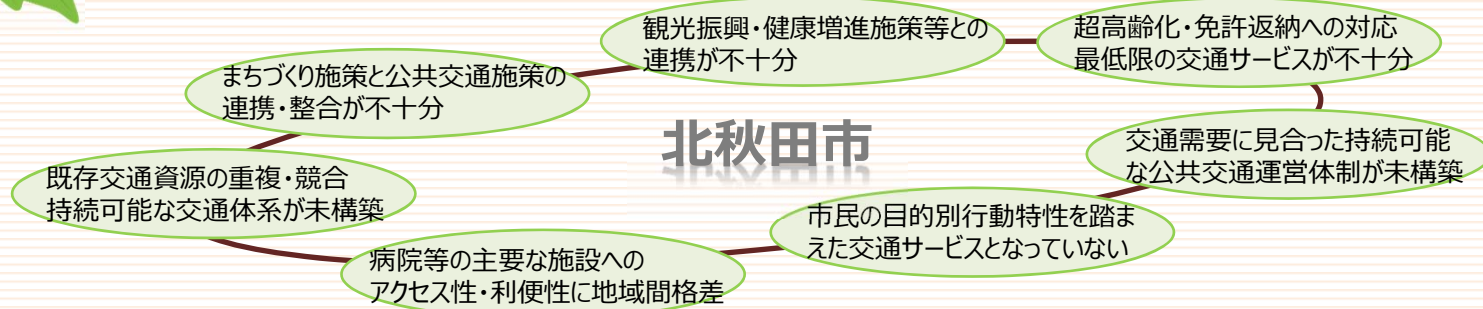 観光振興・健康増進施策等との
連携が不十分
超高齢化・免許返納への対応
最低限の交通サービスが不十分
まちづくり施策と公共交通施策の
連携・整合が不十分
北秋田市
交通需要に見合った持続可能
な公共交通運営体制が未構築
既存交通資源の重複・競合
持続可能な交通体系が未構築
市民の目的別行動特性を踏ま
えた交通サービスとなっていない
病院等の主要な施設への
アクセス性・利便性に地域間格差